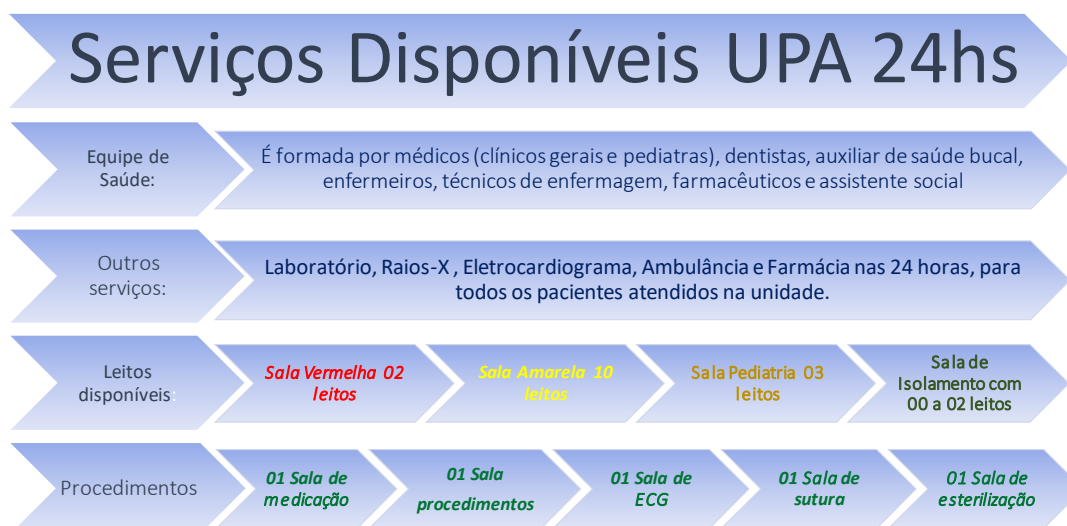 Serviços Disponíveis UPA 24hs
Equipe de
Saúde:
É formada por médicos (clínicos gerais e pediatras), dentistas, auxiliar de saúde bucal,
enfermeiros, técnicos de enfermagem, farmacêuticos e assistente social
Outros
serviços:
Laboratório, Raios-X , Eletrocardiograma, Ambulância e Farmácia nas 24 horas, para
todos os pacientes atendidos na unidade.
Leitos
disponíveis:
Sala Vermelha 02
leitos
Sala Amarela 10
leitos
Sala Pediatria 03
leitos
Sala de
Isolamento com
00 a 02 leitos
Procedimentos
01 Sala de
medicação
01 Sala
procedimentos
01 Sala de
ECG
01 Sala de
sutura
01 Sala de
esterilização